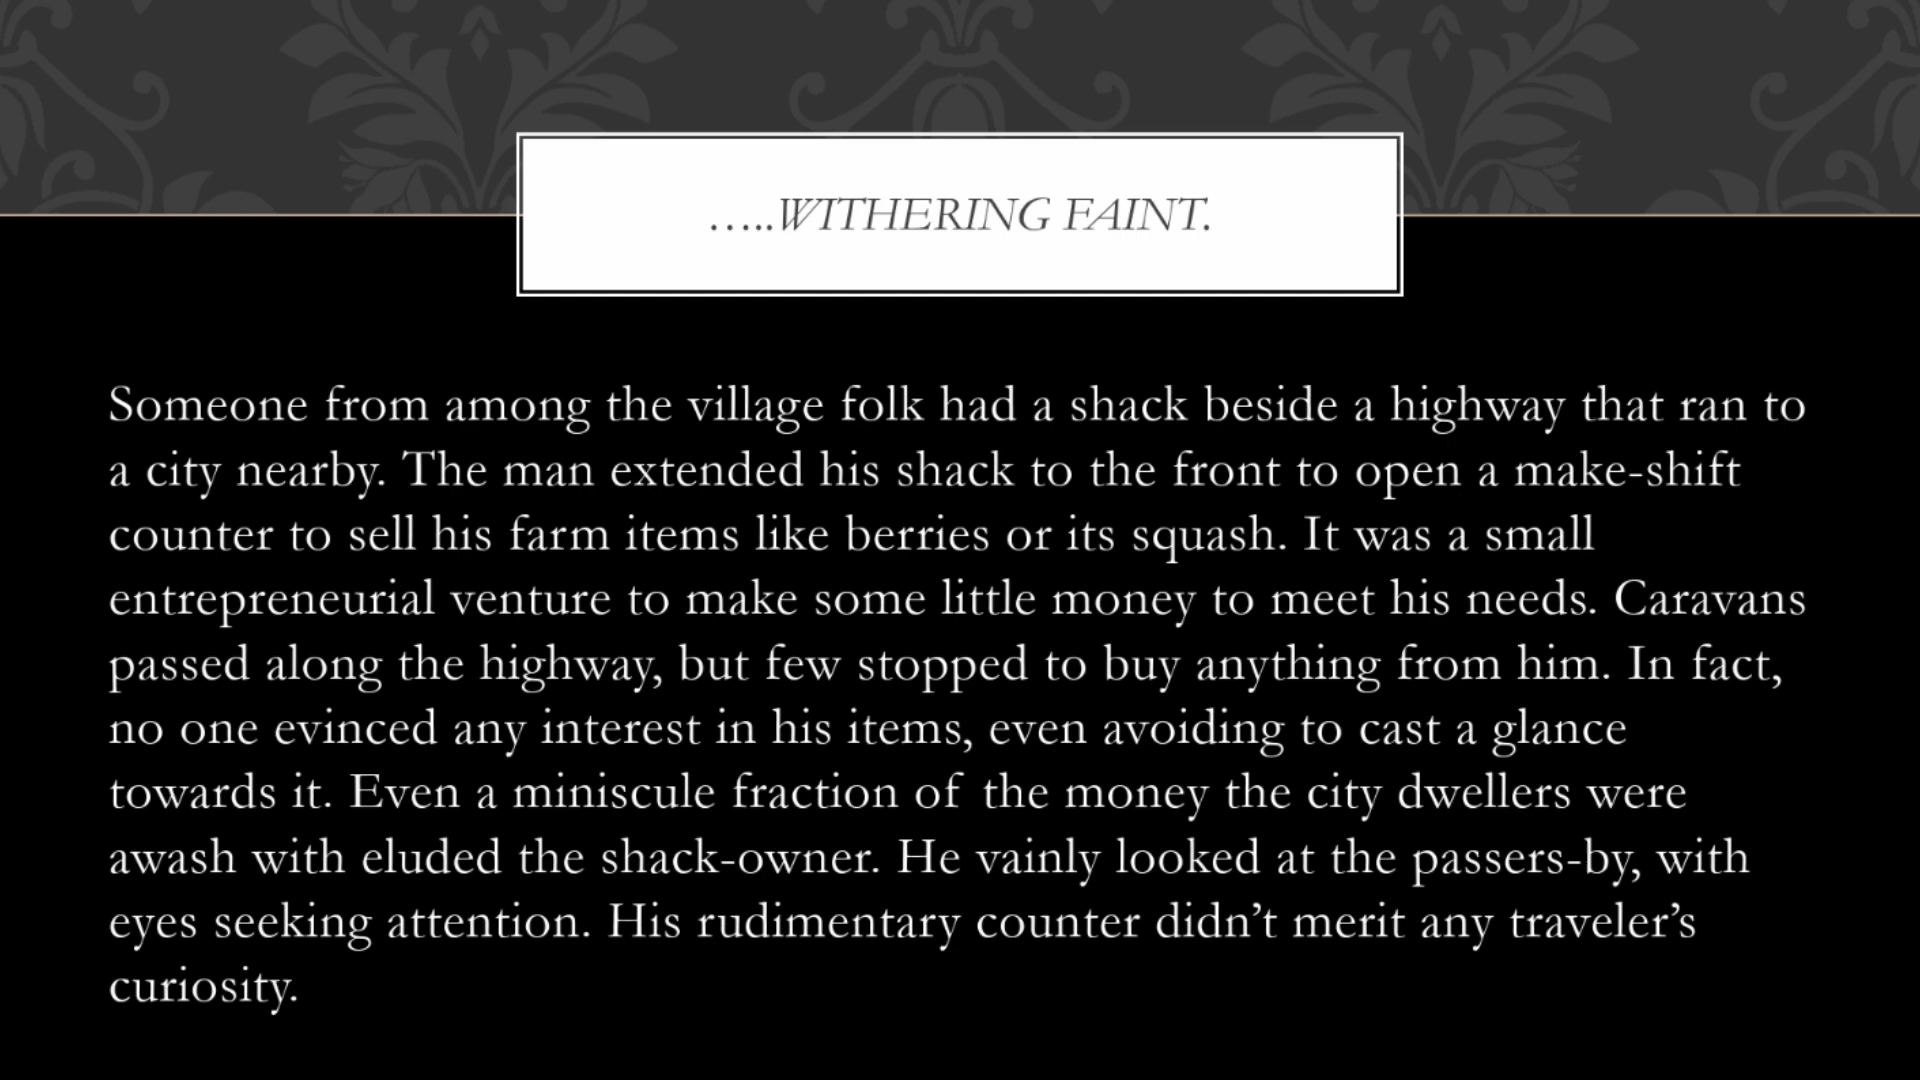 …..WITHERING FAINT.
Someone from among the village folk had a shack beside a highway that ran to
a city nearby. The man extended his shack to the front to open a make-shift
counter to sell his farm items like berries or its squash. It was a small
entrepreneurial venture to make some little money to meet his needs. Caravans
passed along the highway, but few stopped to buy anything from him. In fact,
no one evinced any interest in his items, even avoiding to cast a glance
towards it. Even a miniscule fraction of the money the city dwellers were
awash with eluded the shack-owner. He vainly looked at the passers-by, with
eyes seeking attention. His rudimentary counter didn’t merit any traveler’s
curiosity.